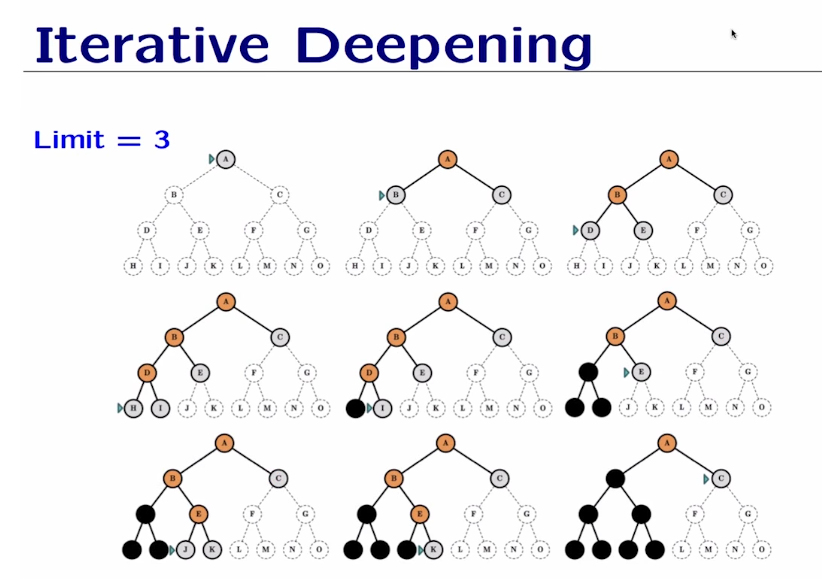 Iterative Deepening
Limit = 3
A A A
B C B C B C
D E F G D E F G D E F G
H I J K L M N O H I J K L M N O H I J K L M N O
A A A
B C B C B C
D E F G D E F G E F G
H I J K L M N O I J K L M N O J K L M N O
A A A
B C B C C
E F G E F G F G
J K L M N O K L M N O L M N O